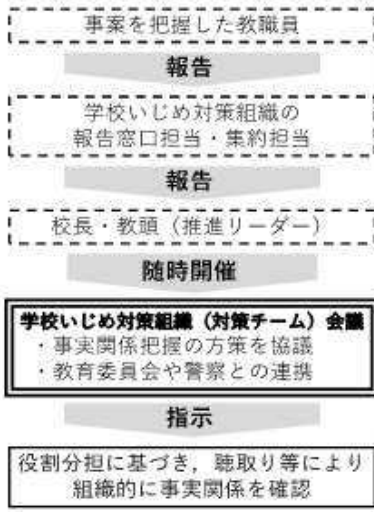 事案を把握した教職員
報告
学校いじめ対策組織の
報告窓口担当・集約担当
報告
校長・教頭（推進リーダー）
随時開催
学校いじめ対策組織（対策チーム）会議
・事実関係把握の方策を協議
・教育委員会や警察との連携
指示
役割分担に基づき，聴取り等により
組織的に事実関係を確認